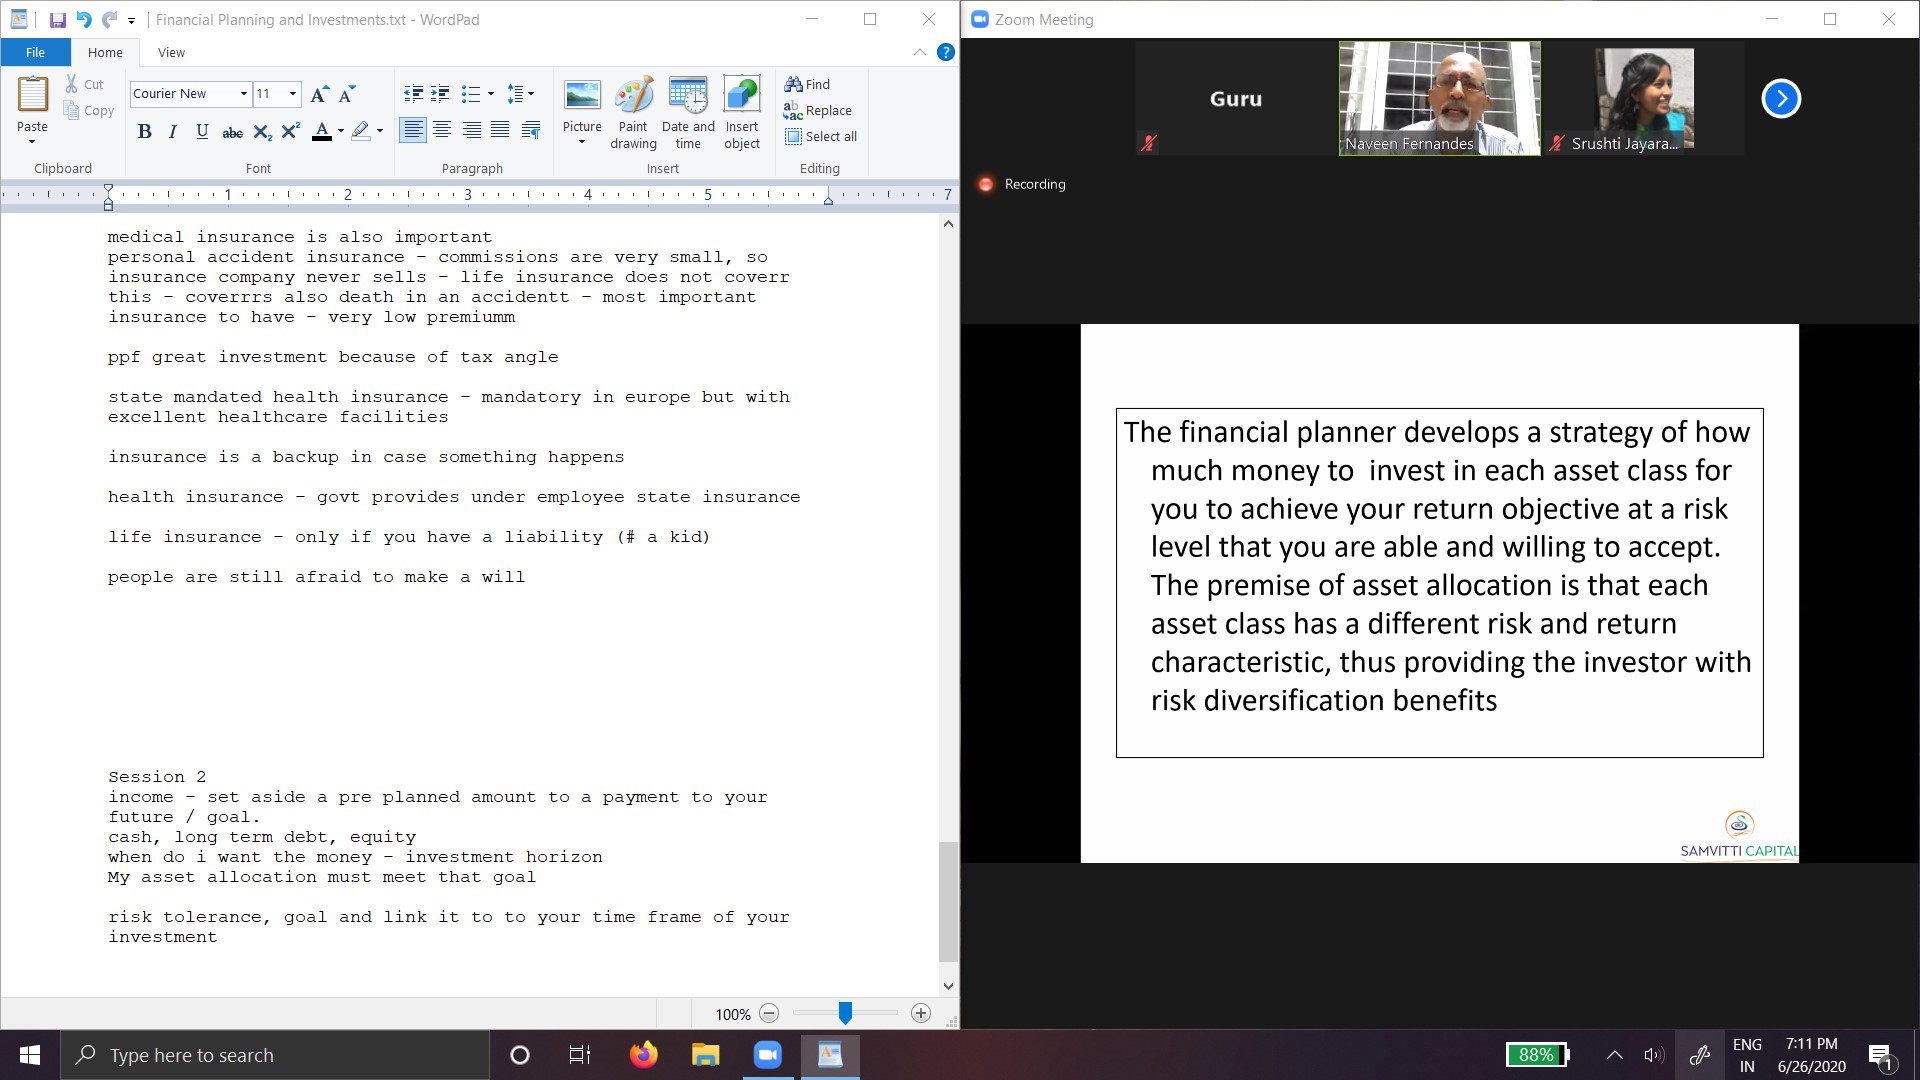 Financial Planning and Investments.txt - WordPad
File
Home
View
Paste
Cut
Copy
Clipboard
Courier New
11
B I U abc X₂ X² A
Font
Paragraph
Picture
Paint drawing
Date and time
Insert object
Insert
Find
Replace
Select all
Editing
1 2 3 4 5 7
medical insurance is also important
personal accident insurance - commissions are very small, so
insurance company never sells - life insurance does not coverr
this - coverrrs also death in an accidentt - most important
insurance to have - very low premiumm
ppf great investment because of tax angle
state mandated health insurance - mandatory in europe but with
excellent healthcare facilities
insurance is a backup in case something happens
health insurance - govt provides under employee state insurance
life insurance - only if you have a liability (# a kid)
people are still afraid to make a will
Session 2
income - set aside a pre planned amount to a payment to your
future / goal.
cash, long term debt, equity
when do i want the money - investment horizon
My asset allocation must meet that goal
risk tolerance, goal and link it to to your time frame of your
investment
100%
Zoom Meeting
Guru
Naveen Fernandes
Srushti Jayara...
Recording
The financial planner develops a strategy of how
much money to  invest in each asset class for
you to achieve your return objective at a risk
level that you are able and willing to accept.
The premise of asset allocation is that each
asset class has a different risk and return
characteristic, thus providing the investor with
risk diversification benefits
SAMVITTI CAPITAL
Type here to search
88%
ENG
IN
7:11 PM
6/26/2020
1